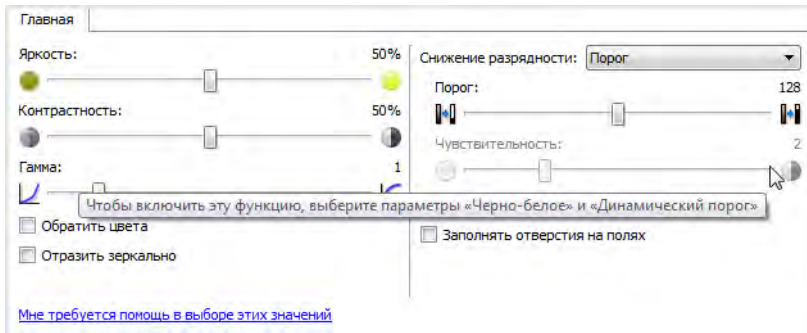 Главная
Яркость:
50%
Контрастность:
50%
Гамма:
1
Чтобы включить эту функцию, выберите параметры «Черно-белое» и «Динамический порог»
Обратить цвета
Отразить зеркально
Мне требуется помощь в выборе этих значений
Снижение разрядности:
Порог
Порог:
128
Чувствительность:
2
Заполнять отверстия на полях